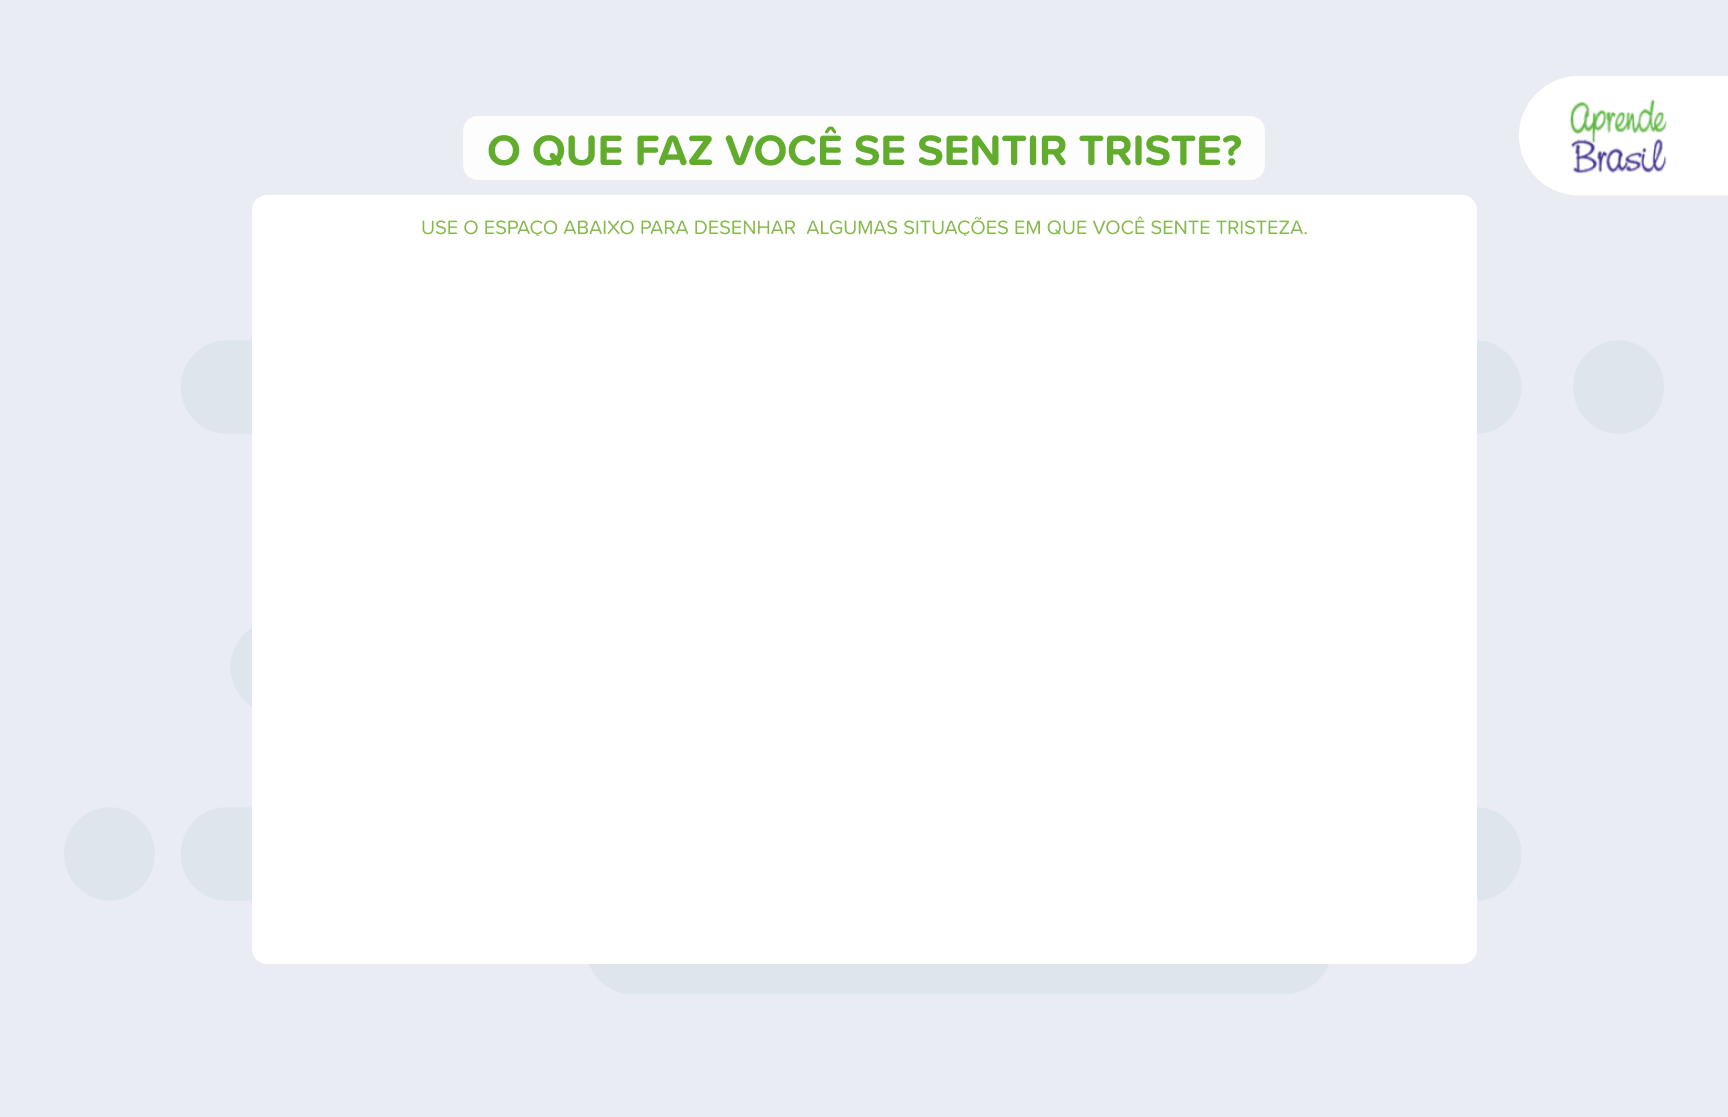 O QUE FAZ VOCÊ SE SENTIR TRISTE?
aprende
Brasil
USE O ESPAÇO ABAIXO PARA DESENHAR  ALGUMAS SITUAÇÕES EM QUE VOCÊ SENTE TRISTEZA.